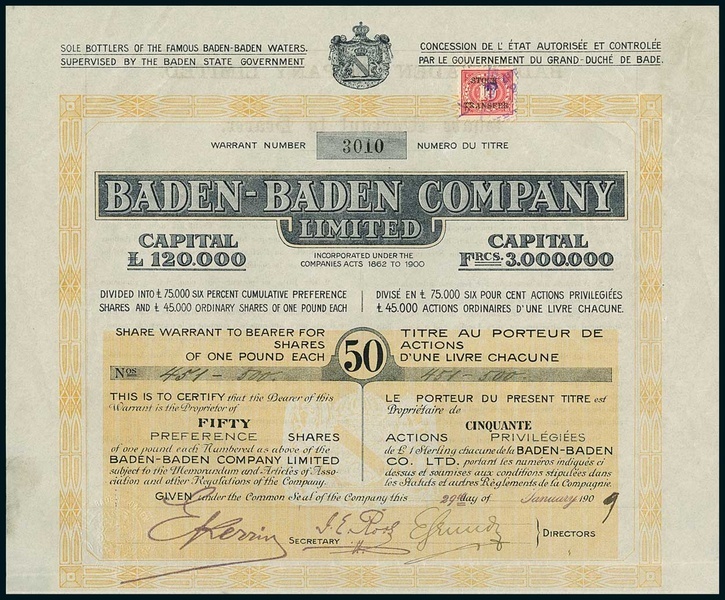 SOLE BOTTLERS OF THE FAMOUS BADEN-BADEN WATERS.
SUPERVISED BY THE BADEN STATE GOVERNMENT
CONCESSION DE L' ÉTAT AUTORISÉE ET CONTROLÉE
PAR LE GOUVERNEMENT DU GRAND-DUCHÉ DE BADE.
STOCK
TRANSFER
WARRANT NUMBER 3010 NUMERO DU TITRE
BADEN-BADEN COMPANY
LIMITED
CAPITAL
£ 120.000
INCORPORATED UNDER THE
COMPANIES ACTS 1862 TO 1900
CAPITAL
FRCS. 3.000.000
DIVIDED INTO £ 75.000 SIX PERCENT CUMULATIVE PREFERENCE
SHARES AND £ 45.000 ORDINARY SHARES OF ONE POUND EACH
DIVISÉ EN £ 75.000 SIX POUR CENT ACTIONS PRIVILEGIÉES
£ 45.000 ACTIONS ORDINAIRES D'UNE LIVRE CHACUNE.
SHARE WARRANT TO BEARER FOR
SHARES
OF ONE POUND EACH
50
TITRE AU PORTEUR DE
ACTIONS
D'UNE LIVRE CHACUNE
Nos 451 - 500. 451 - 500.
THIS IS TO CERTIFY that the Bearer of this
Warrant is the Proprietor of
FIFTY
PREFERENCE SHARES
of one pound each Numbered as above of the
BADEN-BADEN COMPANY LIMITED
subject to the Memorandum and Articles of Asso-
ciation and other Regulations of the Company.
LE PORTEUR DU PRESENT TITRE est
Propriétaire de
CINQUANTE
ACTIONS PRIVILÉGIÉES
de £1 Sterling chacune de la BADEN-BADEN
CO. LTD. portant les numéros indiqués ci
dessus et soumises aux conditions stipulées dans
les Statuts et autres Règlements de la Compagnie.
GIVEN under the Common Seal of the Company this 29th day of January 1909
SECRETARY
DIRECTORS